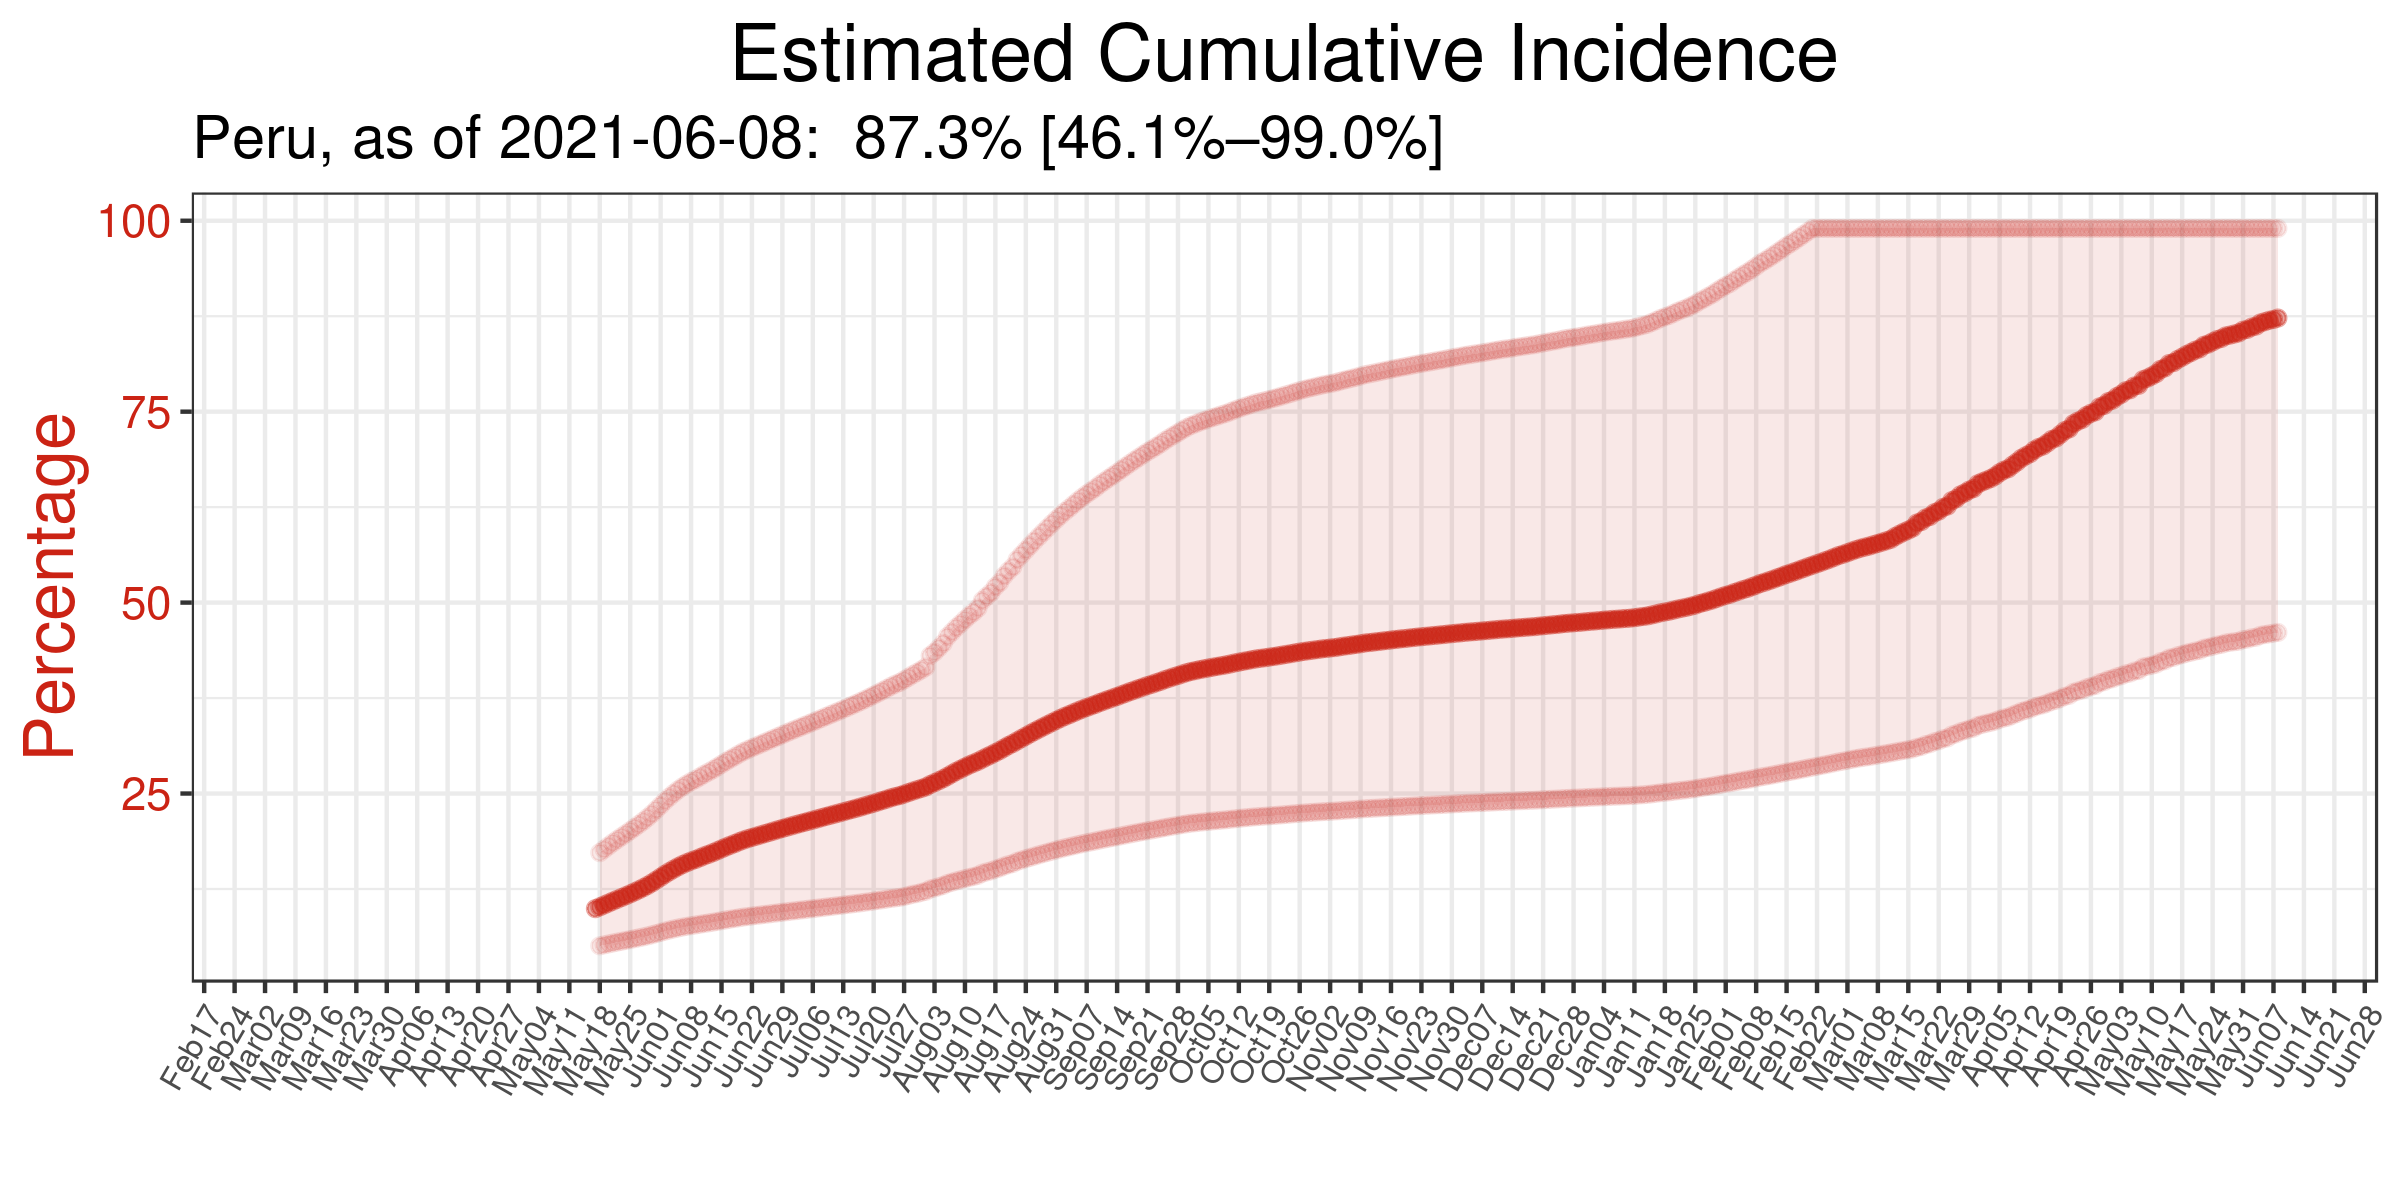 Estimated Cumulative Incidence
Peru, as of 2021-06-08:  87.3% [46.1%–99.0%]
Percentage
100
75
50
25
Feb17
Feb24
Mar02
Mar09
Mar16
Mar23
Mar30
Apr06
Apr13
Apr20
Apr27
May04
May11
May18
May25
Jun01
Jun08
Jun15
Jun22
Jun29
Jul06
Jul13
Jul20
Jul27
Aug03
Aug10
Aug17
Aug24
Aug31
Sep07
Sep14
Sep21
Sep28
Oct05
Oct12
Oct19
Oct26
Nov02
Nov09
Nov16
Nov23
Nov30
Dec07
Dec14
Dec21
Dec28
Jan04
Jan11
Jan18
Jan25
Feb01
Feb08
Feb15
Feb22
Mar01
Mar08
Mar15
Mar22
Mar29
Apr05
Apr12
Apr19
Apr26
May03
May10
May17
May24
May31
Jun07
Jun14
Jun21
Jun28